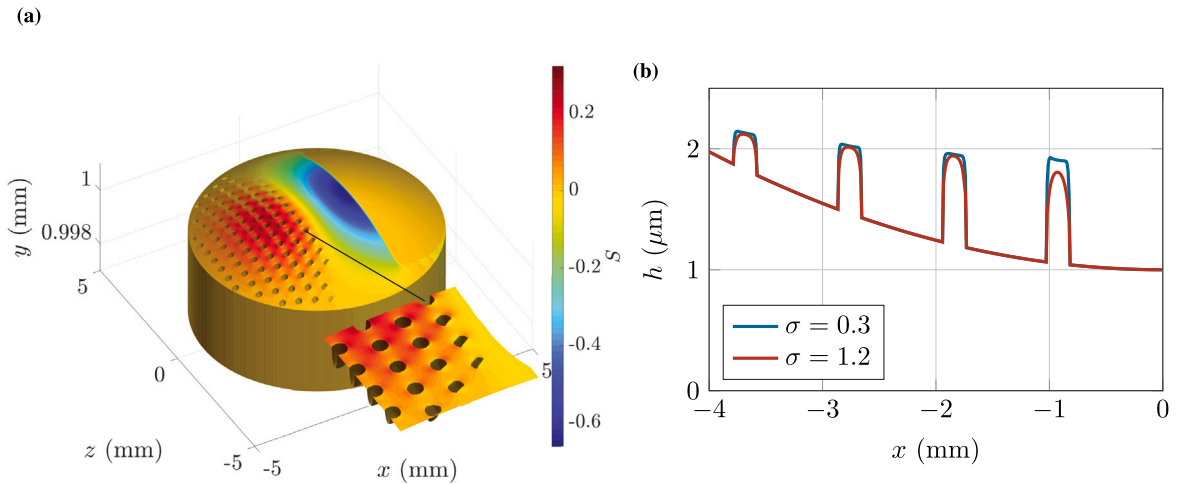 (a)
1
0.998
y (mm)
5
0
-5
z (mm)
-5
5
x (mm)
0.2
0
-0.2
-0.4
-0.6
S
(b)
2
1
0
h (μm)
σ = 0.3
σ = 1.2
−4
−3
−2
−1
0
x (mm)